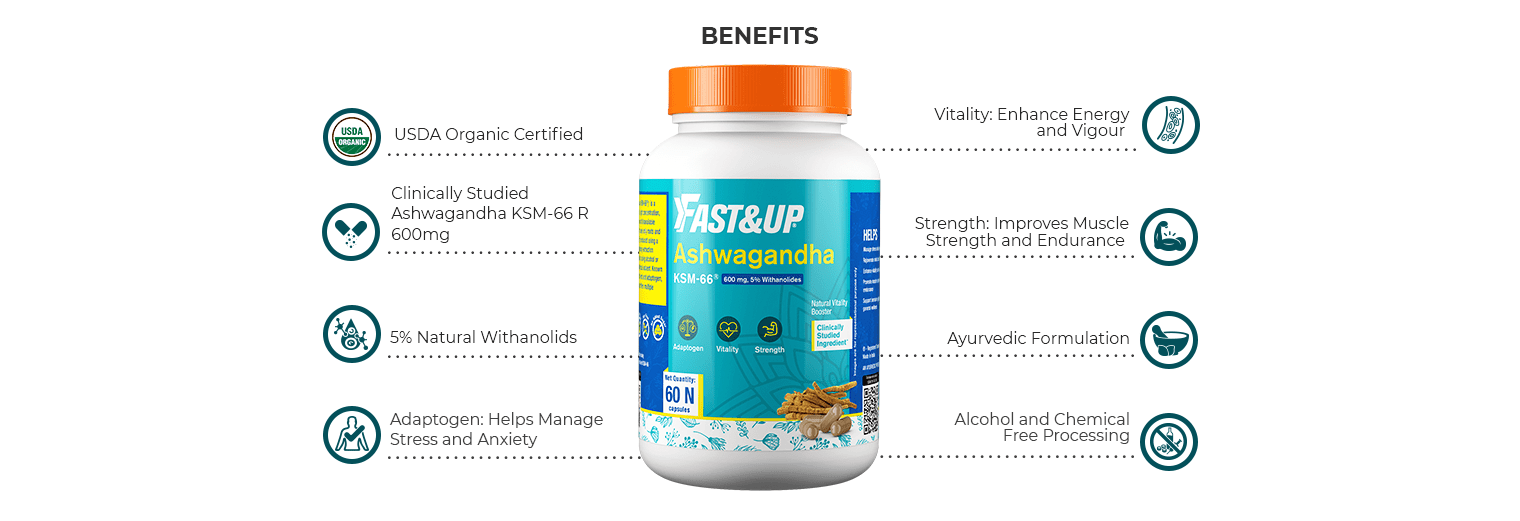 BENEFITS
USDA
ORGANIC
USDA Organic Certified
Clinically Studied
Ashwagandha KSM-66 R
600mg
5% Natural Withanolids
Adaptogen: Helps Manage
Stress and Anxiety
FAST&UP
Ashwagandha
KSM-66®
600 mg, 5% Withanolides
Natural Vitality
Booster
Clinically
Studied
Ingredient
Adaptogen
Vitality
Strength
Net Quantity:
60 N
capsules
HELPS
Vitality: Enhance Energy
and Vigour
Strength: Improves Muscle
Strength and Endurance
Ayurvedic Formulation
Alcohol and Chemical
Free Processing